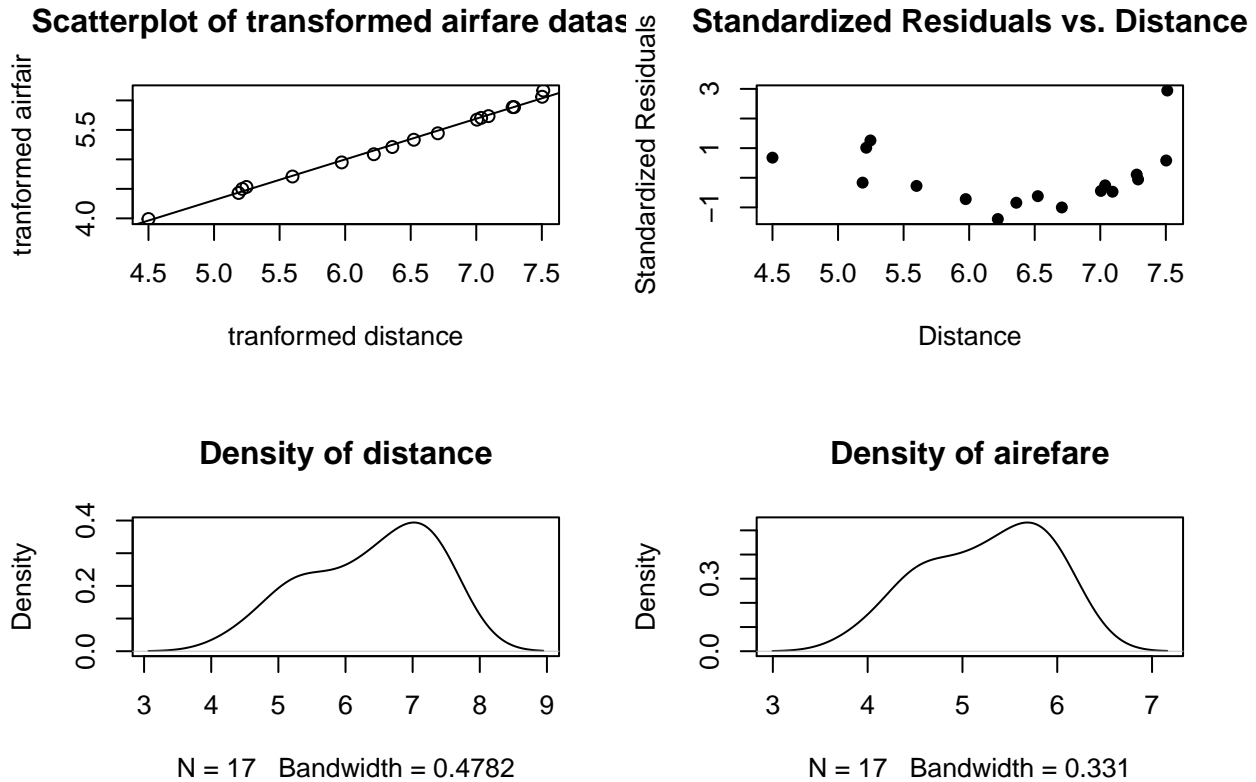 Scatterplot of transformed airfare datas
tranformed airfair
5.5
4.0
4.5 5.0 5.5 6.0 6.5 7.0 7.5
tranformed distance
Standardized Residuals vs. Distance
Standardized Residuals
3
1
−1
4.5 5.0 5.5 6.0 6.5 7.0 7.5
Distance
Density of distance
Density
0.4
0.2
0.0
3 4 5 6 7 8 9
N = 17 Bandwidth = 0.4782
Density of airefare
Density
0.3
0.0
3 4 5 6 7
N = 17 Bandwidth = 0.331